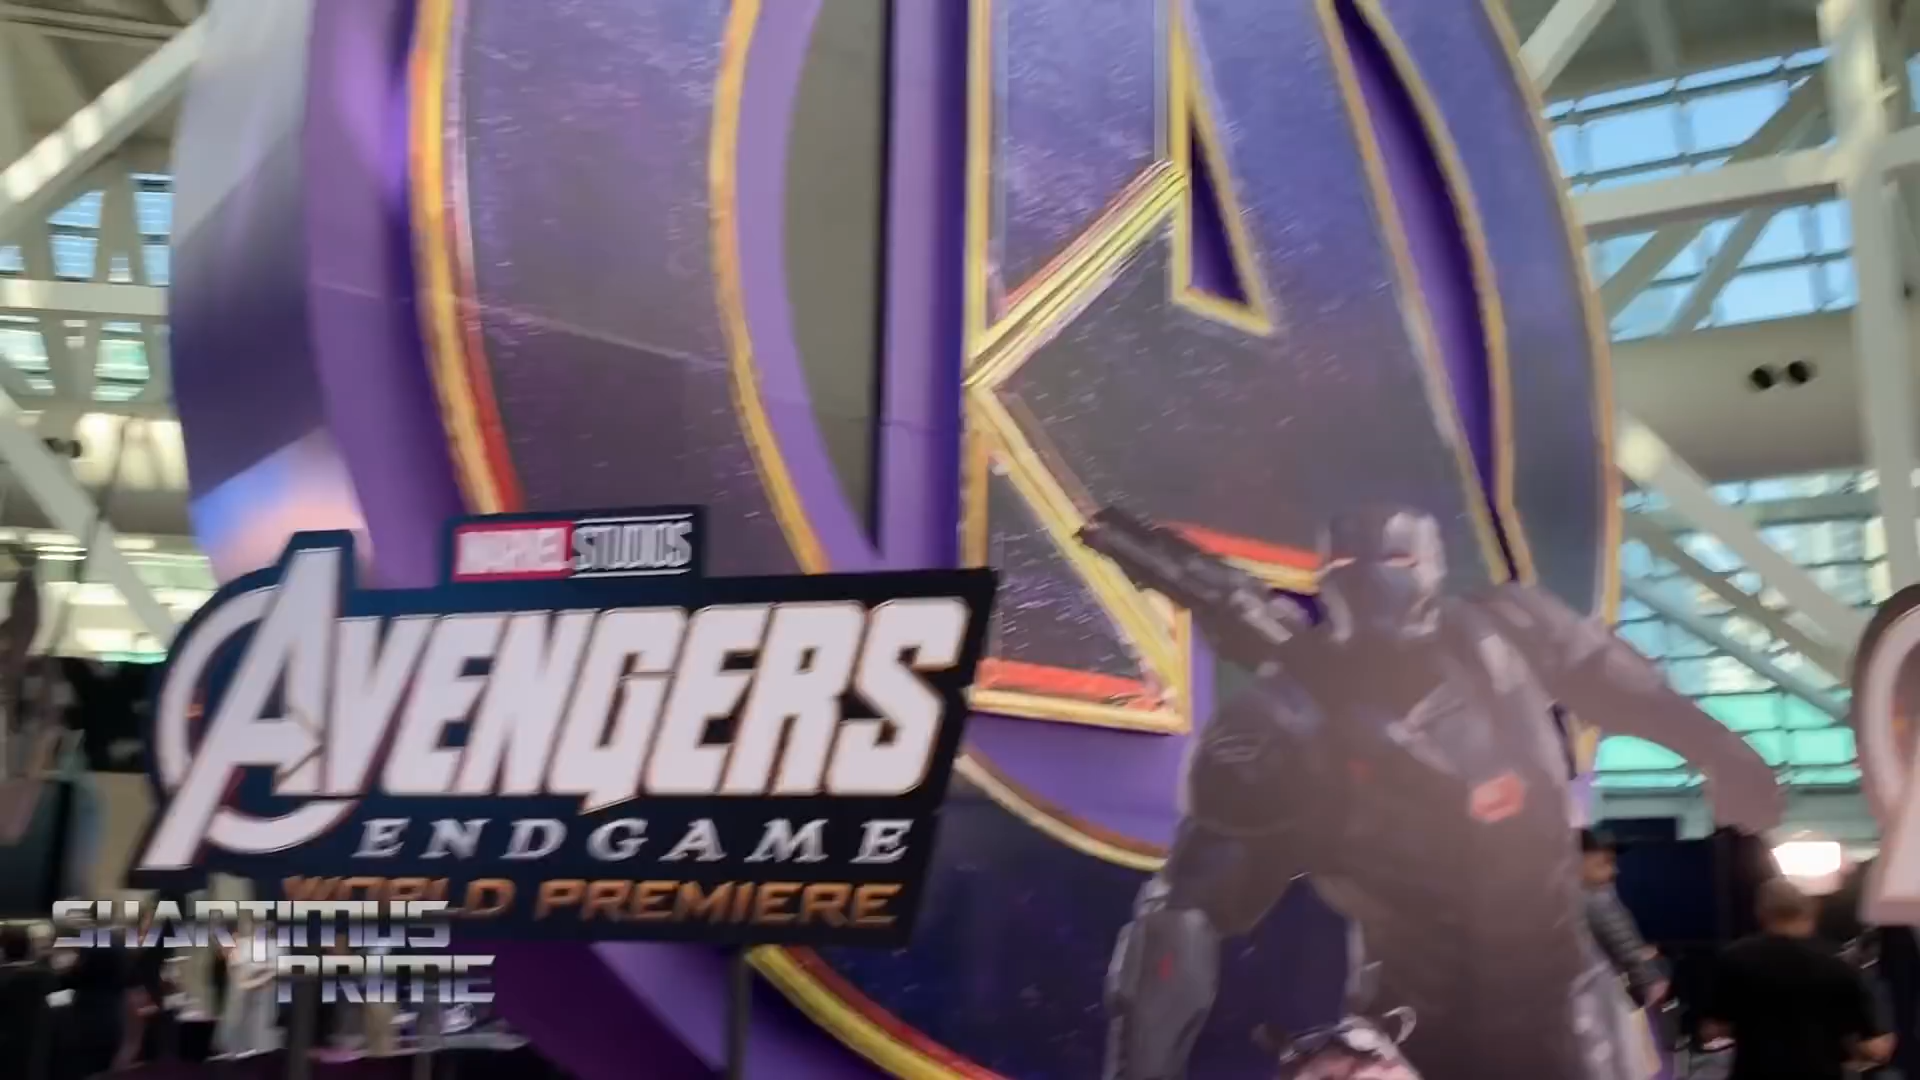 MARVEL STUDIOS
AVENGERS
ENDGAME
WORLD PREMIERE
SHARTIMUS
PRIME